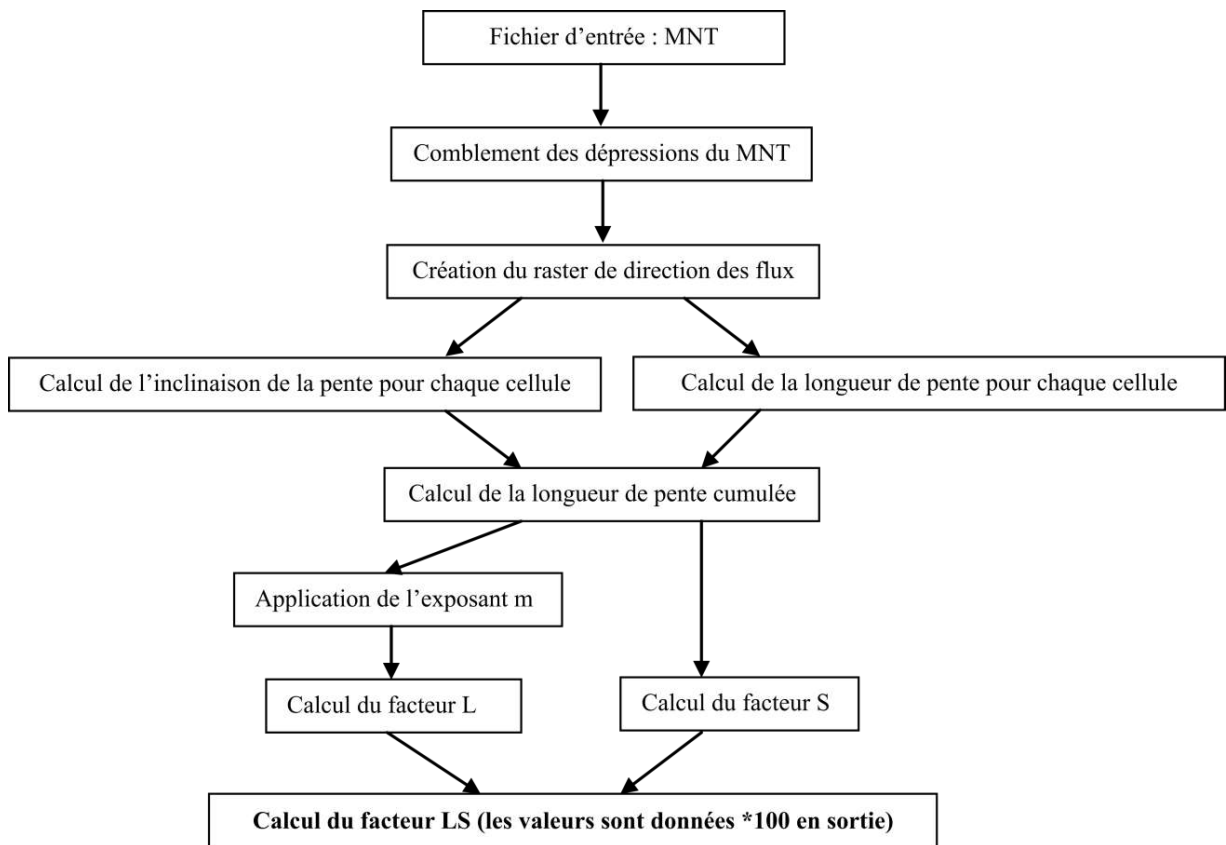 Fichier d’entrée : MNT
Comblement des dépressions du MNT
Création du raster de direction des flux
Calcul de l’inclinaison de la pente pour chaque cellule
Calcul de la longueur de pente pour chaque cellule
Calcul de la longueur de pente cumulée
Application de l’exposant m
Calcul du facteur L
Calcul du facteur S
Calcul du facteur LS (les valeurs sont données *100 en sortie)